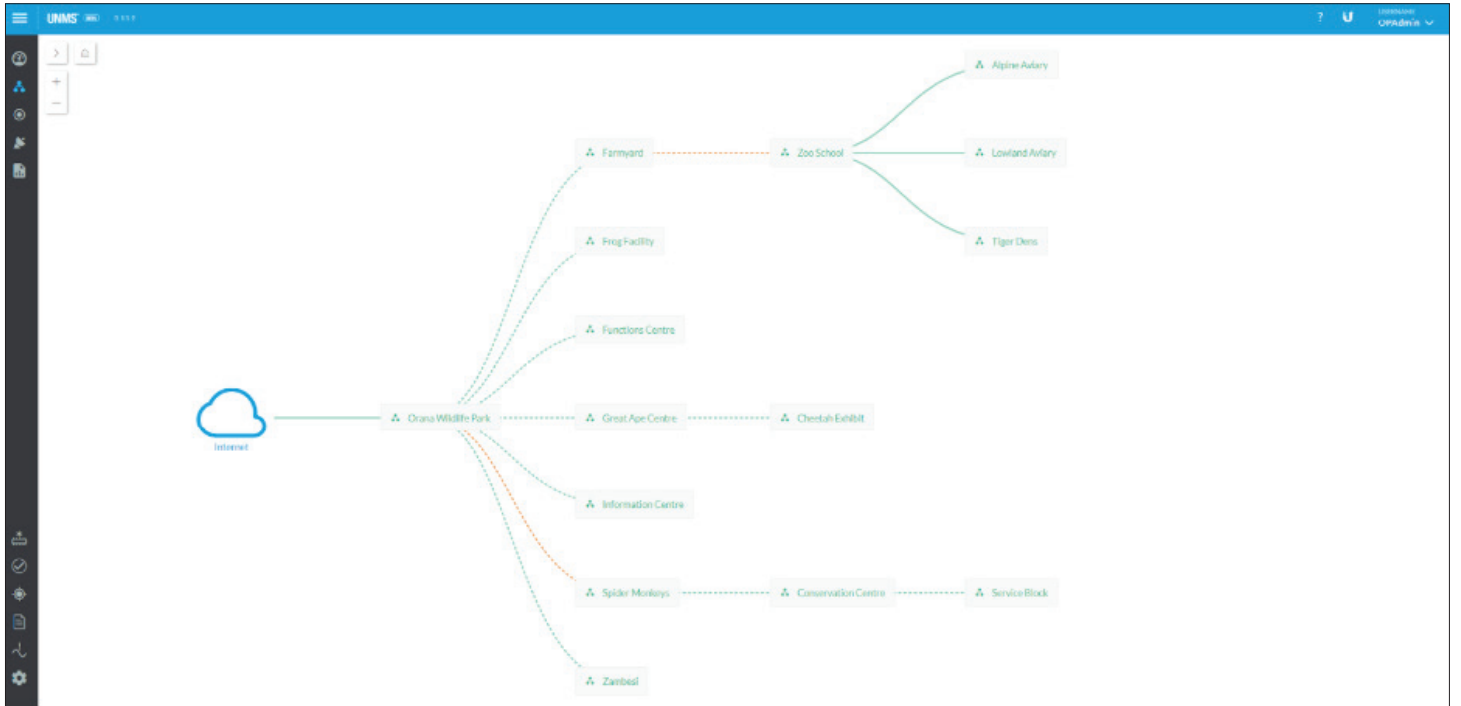 UNMS
?
USERNAME
OPAdmin
Alpine Aviary
Farmyard
Zoo School
Lowland Aviary
Frog Facility
Tiger Dens
Functions Centre
Orana Wildlife Park
Great Ape Centre
Cheetah Exhibit
Internet
Information Centre
Spider Monkeys
Conservation Centre
Service Block
Zambesi